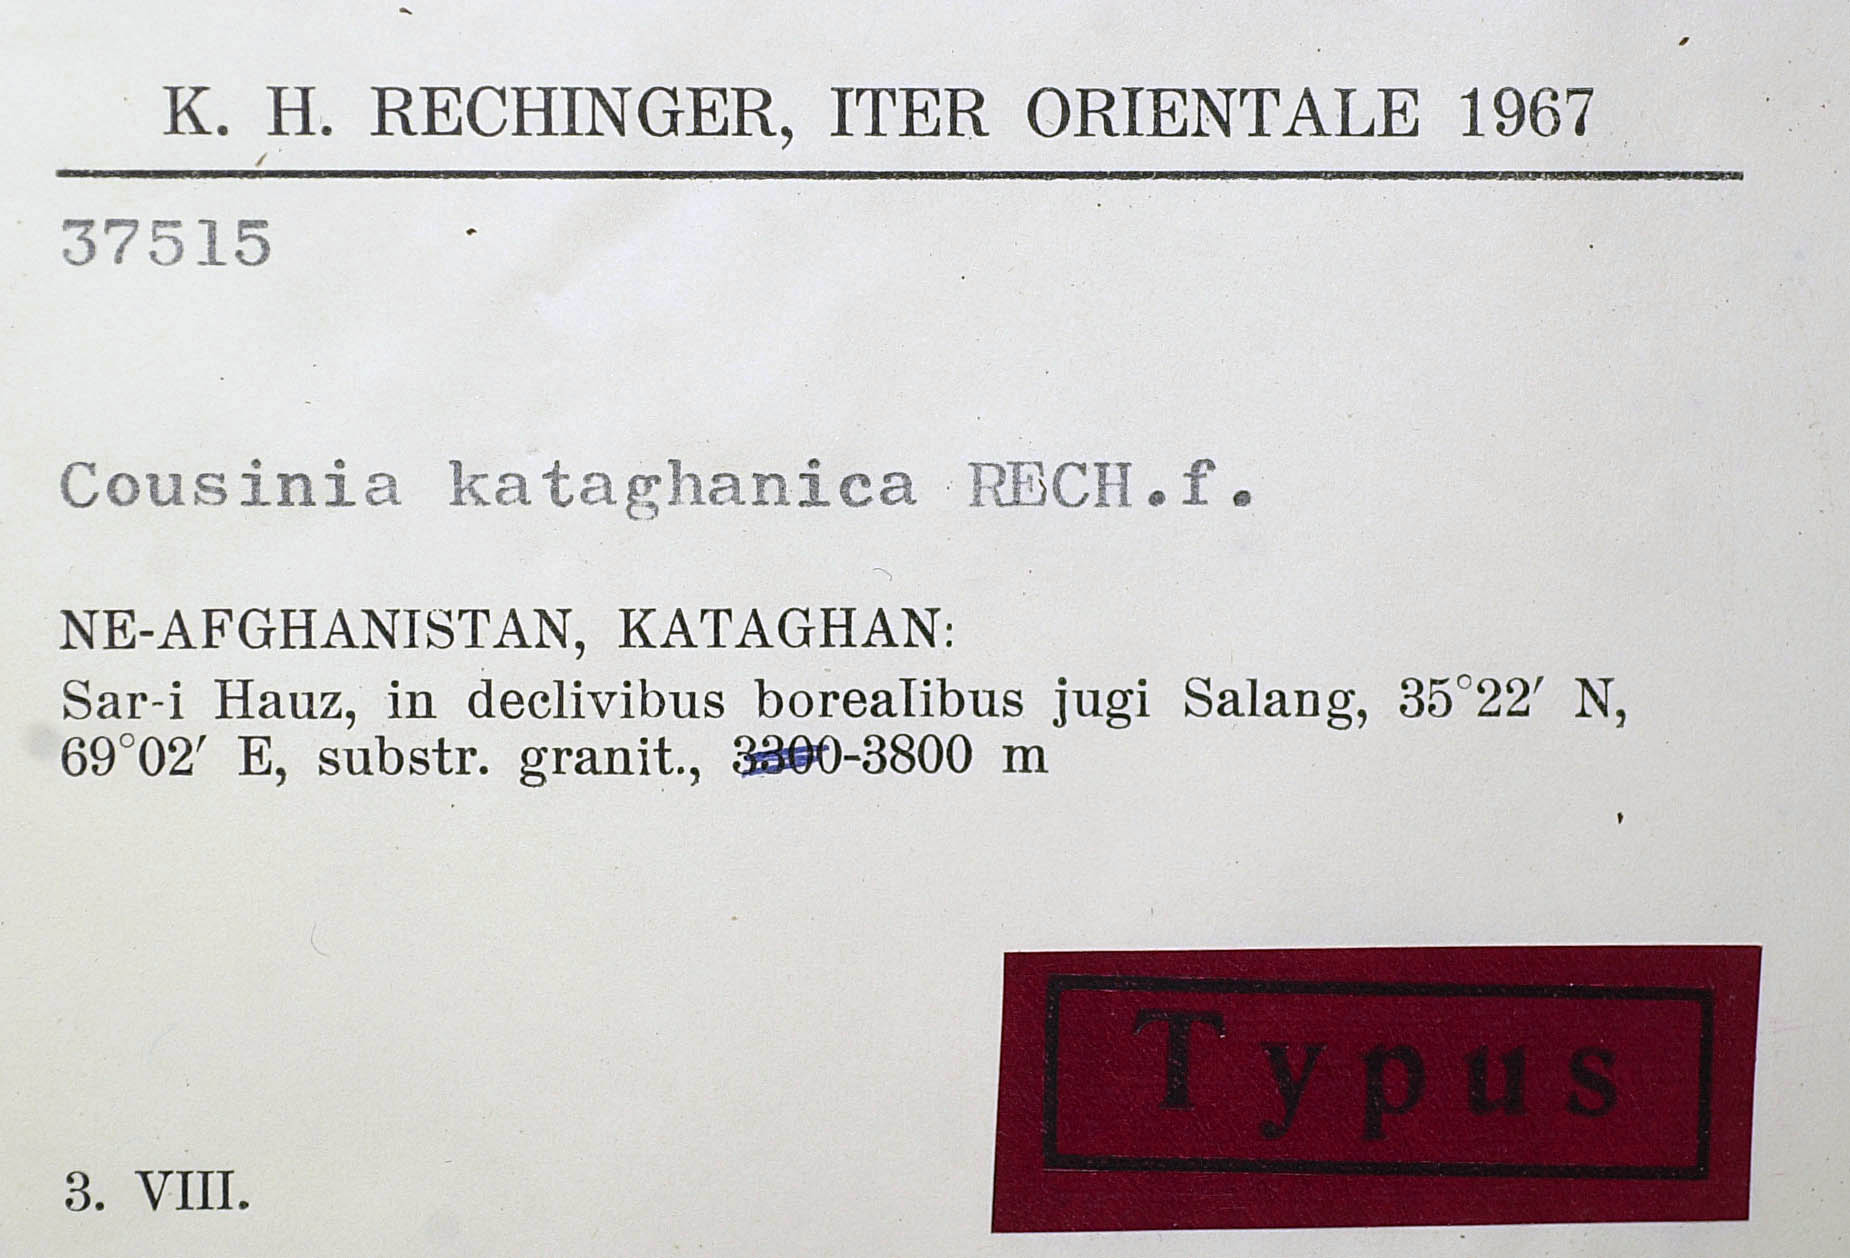 K. H. RECHINGER, ITER ORIENTALE 1967
37515
Cousinia kataghanica RECH.f.
NE-AFGHANISTAN, KATAGHAN:
Sar-i Hauz, in declivibus borealibus jugi Salang, 35°22′ N,
69°02′ E, substr. granit., 3300-3800 m
Typus
3. VIII.